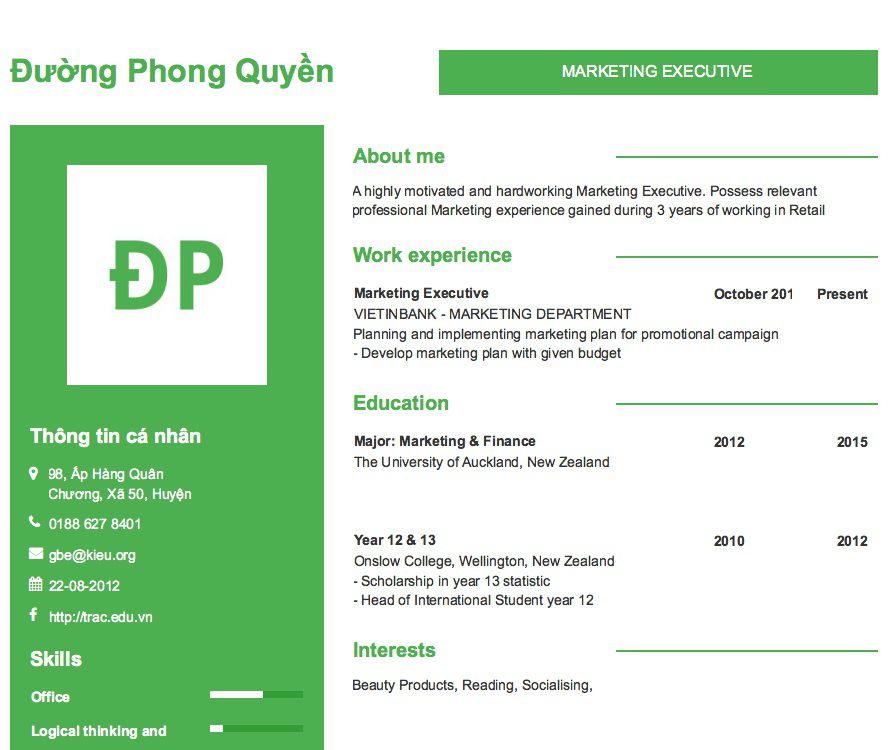 Đường Phong Quyền
MARKETING EXECUTIVE
ĐP
Thông tin cá nhân
98, Ấp Hàng Quân
Chương, Xã 50, Huyện
0188 627 8401
gbe@kieu.org
22-08-2012
http://trac.edu.vn
Skills
Office
Logical thinking and
About me
A highly motivated and hardworking Marketing Executive. Possess relevant
professional Marketing experience gained during 3 years of working in Retail
Work experience
Marketing Executive October 201 Present
VIETINBANK - MARKETING DEPARTMENT
Planning and implementing marketing plan for promotional campaign
- Develop marketing plan with given budget
Education
Major: Marketing & Finance 2012 2015
The University of Auckland, New Zealand
Year 12 & 13 2010 2012
Onslow College, Wellington, New Zealand
- Scholarship in year 13 statistic
- Head of International Student year 12
Interests
Beauty Products, Reading, Socialising,